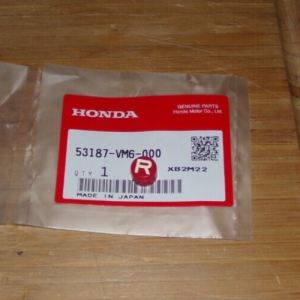 HONDA
GENUINE PARTS
Honda Motor Co., Ltd.
53187-VM6-000
R
QTY 1
XB2M22
MADE IN JAPAN